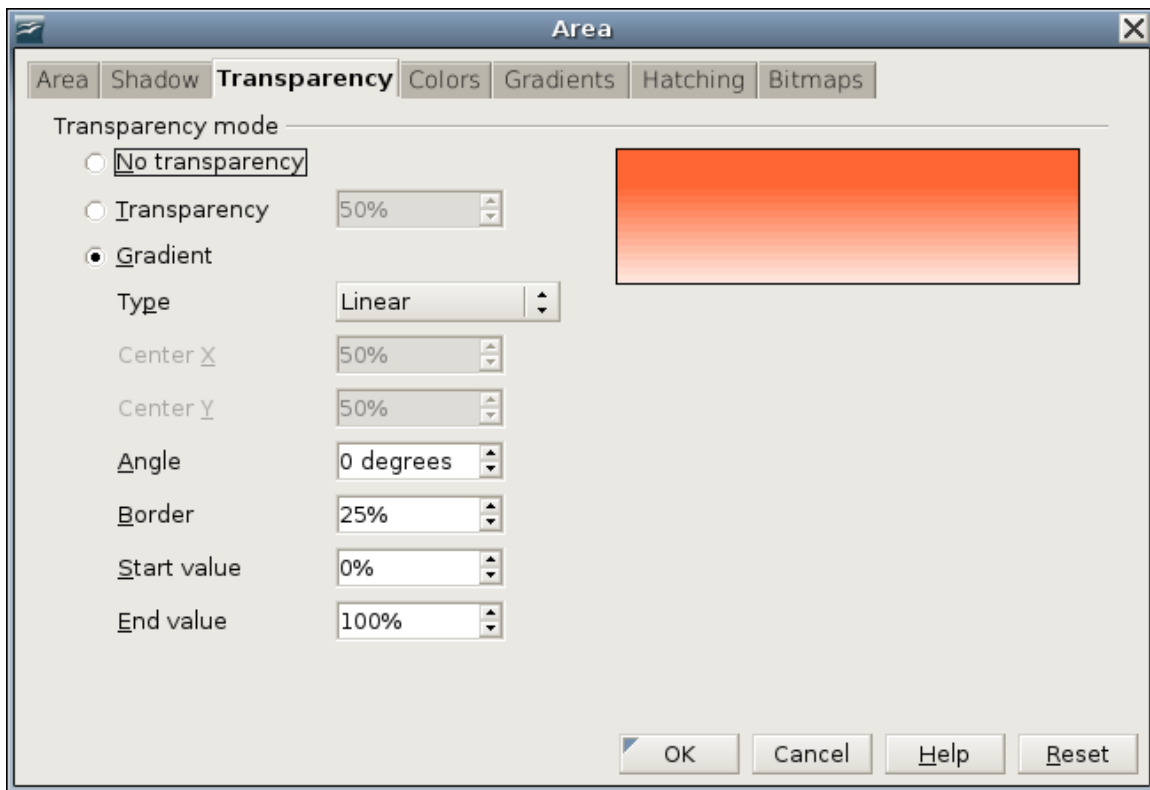 Area
Area Shadow Transparency Colors Gradients Hatching Bitmaps
Transparency mode
No transparency
Transparency 50%
Gradient
Type Linear
Center X 50%
Center Y 50%
Angle 0 degrees
Border 25%
Start value 0%
End value 100%
OK Cancel Help Reset